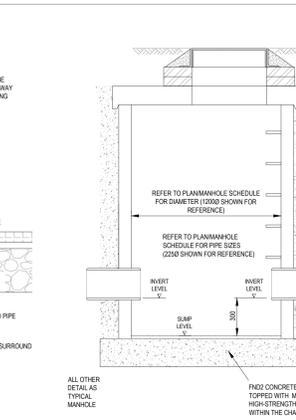 WAY
REFER TO PLAN/MANHOLE SCHEDULE
FOR DIAMETER (1200Ø SHOWN FOR
REFERENCE)
REFER TO PLAN/MANHOLE
SCHEDULE FOR PIPE SIZES
(225Ø SHOWN FOR REFERENCE)
INVERT
LEVEL
INVERT
LEVEL
300
SUMP
LEVEL
PIPE
SURROUND
ALL OTHER
DETAIL AS
TYPICAL
MANHOLE
FND2 CONCRETE
TOPPED WITH M
HIGH-STRENGTH
WITHIN THE CHA